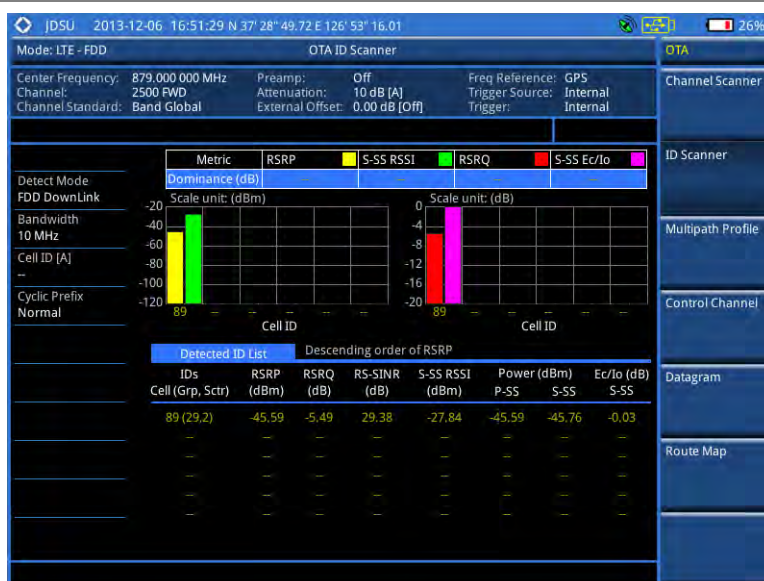 JDSU 2013-12-06 16:51:29 N 37' 28" 49.72 E 126' 53" 16.01 26%
Mode: LTE - FDD OTA ID Scanner OTA
Center Frequency: 879.000 000 MHz Preamp: Off Freq Reference: GPS
Channel: 2500 FWD Attenuation: 10 dB [A] Trigger Source: Internal
Channel Standard: Band Global External Offset: 0.00 dB [Off] Trigger: Internal
Channel Scanner
ID Scanner
Multipath Profile
Control Channel
Datagram
Route Map
Detect Mode
FDD DownLink
Bandwidth
10 MHz
Cell ID [A]
--
Cyclic Prefix
Normal
Metric RSRP S-SS RSSI RSRQ S-SS Ec/Io
Dominance (dB)
Scale unit: (dBm) Scale unit: (dB)
-20 0
-40 -4
-60 -8
-80 -12
-100 -16
-120 -20
89 -- -- -- -- -- 89 -- -- -- -- --
Cell ID Cell ID
Detected ID List Descending order of RSRP
IDs RSRP RSRQ RS-SINR S-SS RSSI Power (dBm) Ec/Io (dB)
Cell (Grp, Sctr) (dBm) (dB) (dB) (dBm) P-SS S-SS S-SS
89 (29,2) -45.59 -5.49 29.38 -27.84 -45.59 -45.76 -0.03
-- -- -- -- -- -- -- --
-- -- -- -- -- -- -- --
-- -- -- -- -- -- -- --
-- -- -- -- -- -- -- --
-- -- -- -- -- -- -- --